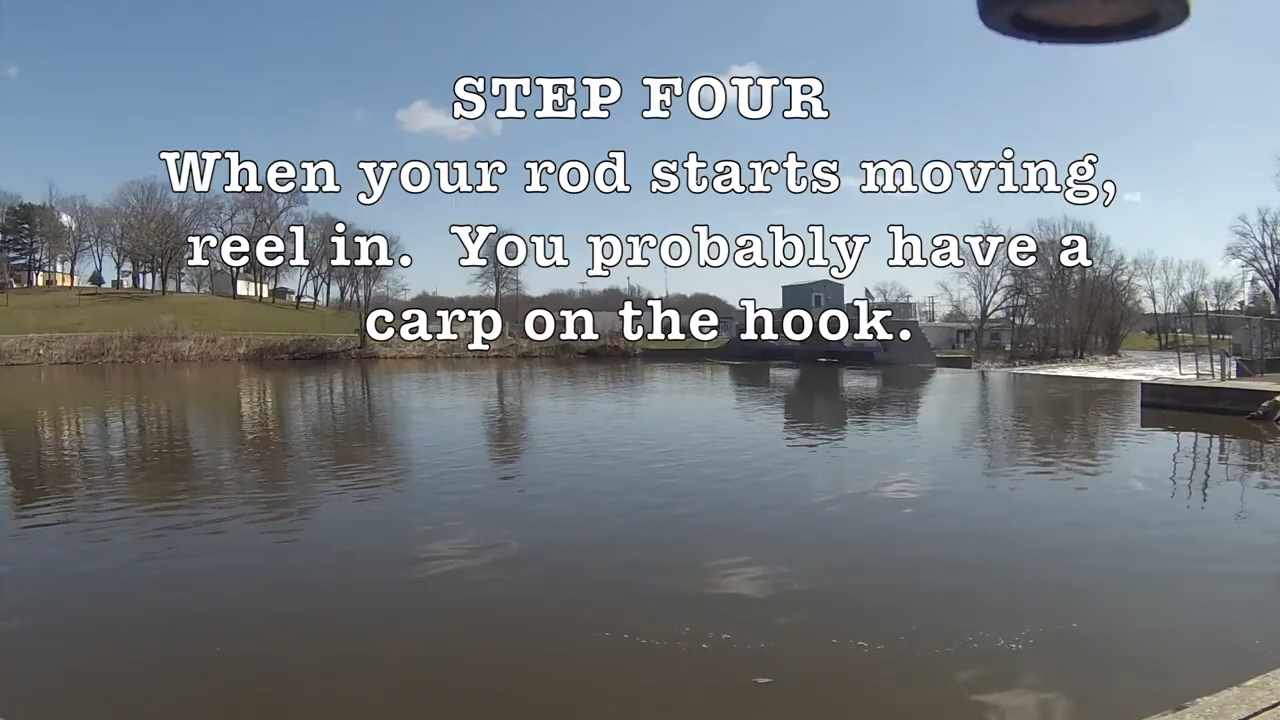 STEP FOUR
When your rod starts moving,
reel in.  You probably have a
carp on the hook.